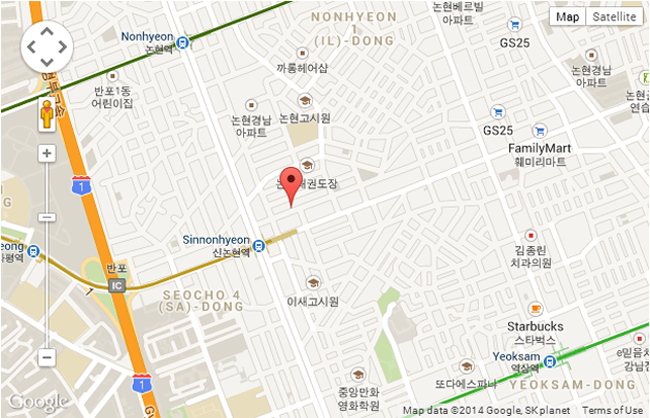 NONHYEON
1
(IL)-DONG
논현베르빌
아파트
Map
Satellite
Nonhyeon
논현역
GS25
까롱헤어샵
논현경남
아파트
반포1동
어린이집
논현고시원
논현경남
아파트
GS25
FamilyMart
훼미리마트
1
Sinnonhyeon
신논현역
김종린
치과의원
반포
IC
1
SEOCHO 4
(SA)-DONG
이새고시원
Starbucks
스타벅스
Yeoksam
역삼역
1
중앙만화
영화학원
또다에스파냐
YEOKSAM-DONG
Google
Map data ©2014 Google, SK planet
Terms of Use